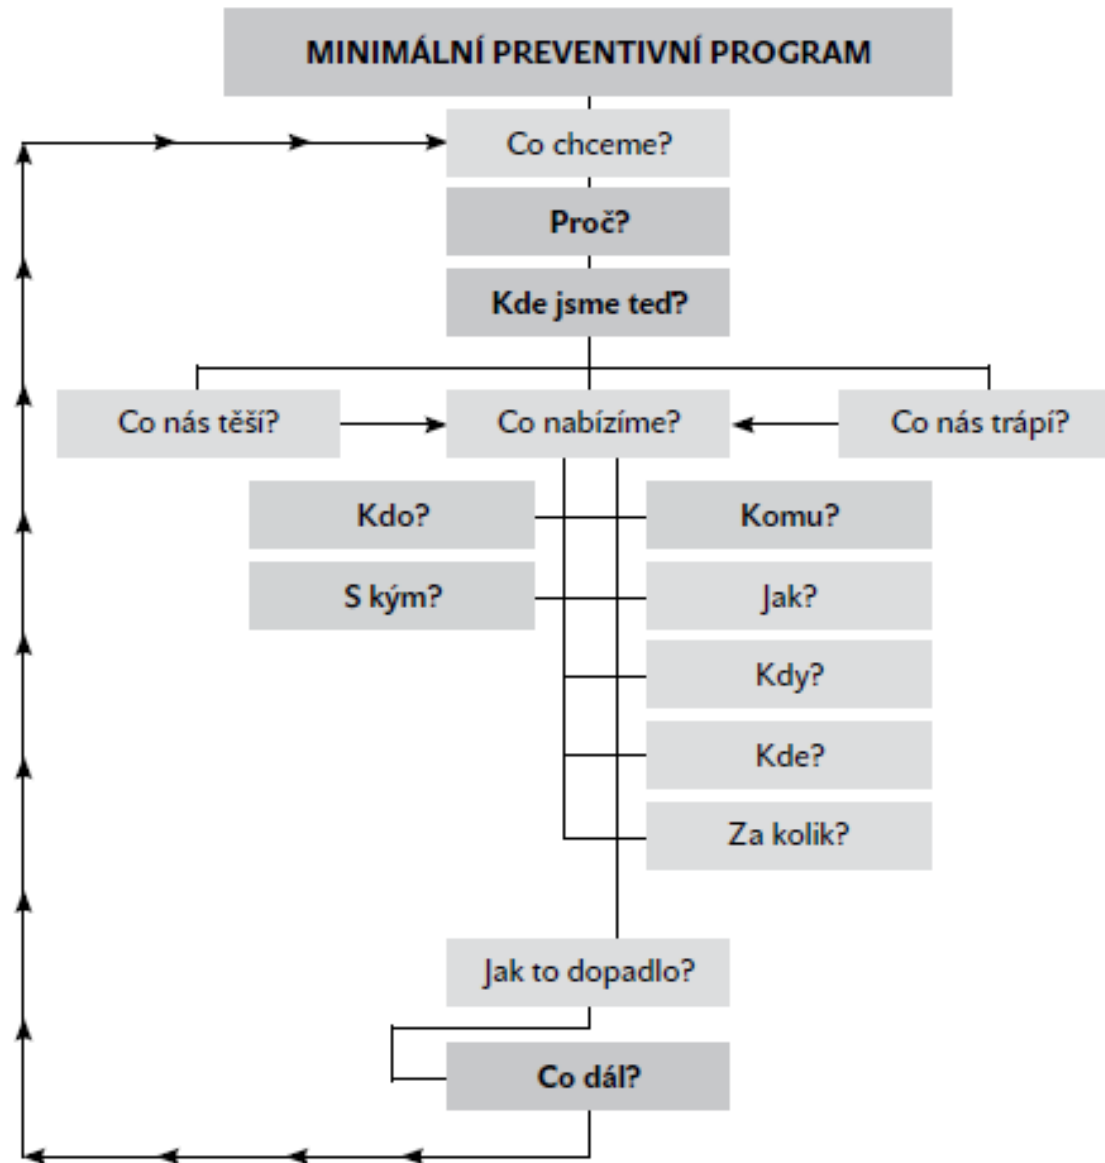 MINIMÁLNÍ PREVENTIVNÍ PROGRAM
Co chceme?
Proč?
Kde jsme teď?
Co nás těší?
Co nabízíme?
Co nás trápí?
Kdo?
Komu?
S kým?
Jak?
Kdy?
Kde?
Za kolik?
Jak to dopadlo?
Co dál?